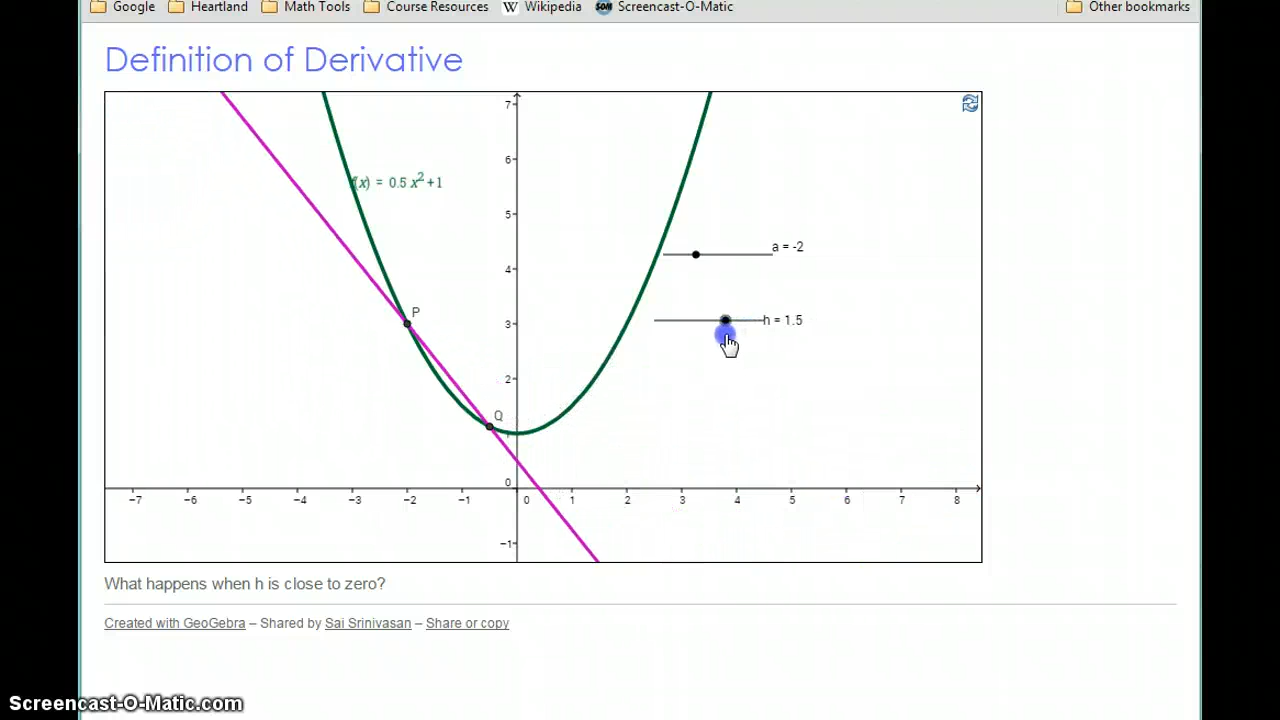 Google Heartland Math Tools Course Resources W Wikipedia SOM Screencast-O-Matic Other bookmarks
Definition of Derivative
f(x) = 0.5 x² + 1
a = -2
h = 1.5
P
Q
7
6
5
4
3
2
1
0
−1
−7 −6 −5 −4 −3 −2 −1 0 1 2 3 4 5 6 7 8
What happens when h is close to zero?
Created with GeoGebra – Shared by Sai Srinivasan – Share or copy
Screencast-O-Matic.com